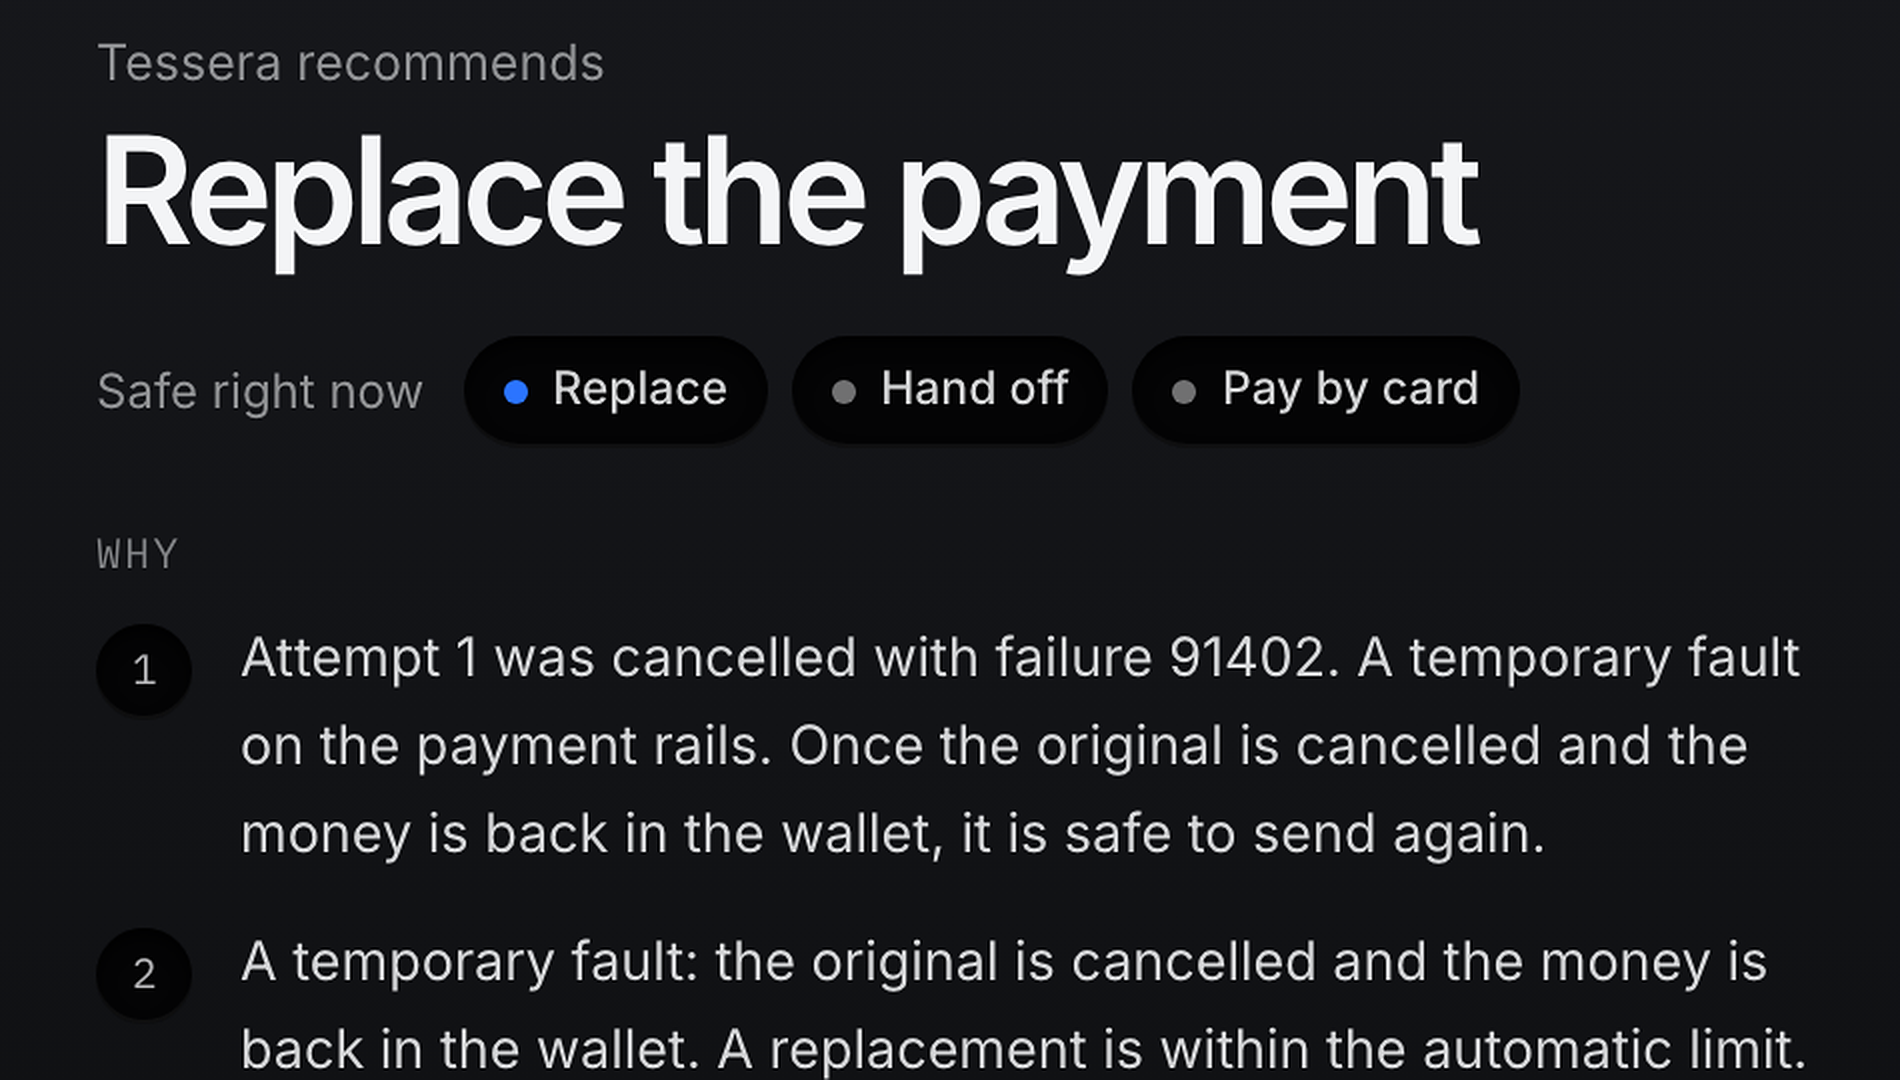 Tessera recommends
Replace the payment
Safe right now Replace Hand off Pay by card
WHY
1 Attempt 1 was cancelled with failure 91402. A temporary fault
on the payment rails. Once the original is cancelled and the
money is back in the wallet, it is safe to send again.
2 A temporary fault: the original is cancelled and the money is
back in the wallet. A replacement is within the automatic limit.